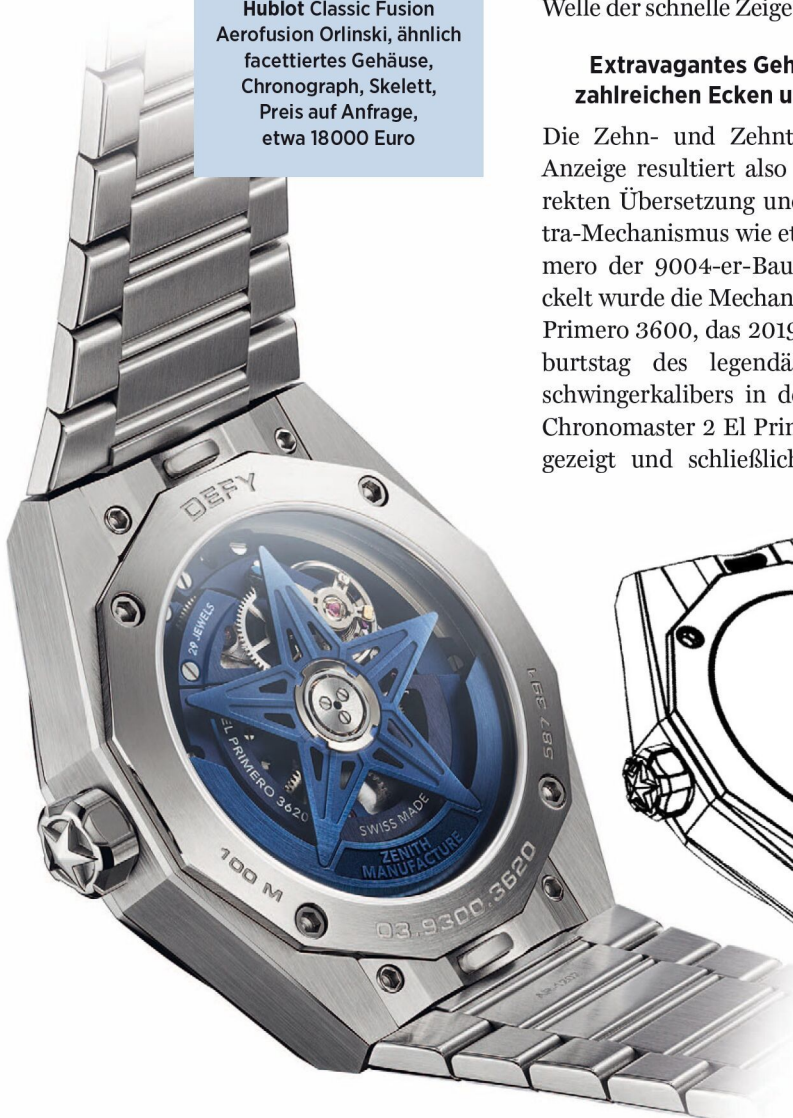 Hublot Classic Fusion
Aerofusion Orlinski, ähnlich
facettiertes Gehäuse,
Chronograph, Skelett,
Preis auf Anfrage,
etwa 18000 Euro
Welle der schnelle Zeige
Extravagantes Geh
zahlreichen Ecken u
Die Zehn- und Zehnt
Anzeige resultiert also
rekten Übersetzung und
tra-Mechanismus wie et
mero der 9004-er-Bau
ckelt wurde die Mechan
Primero 3600, das 2019
burtstag des legendä
schwingerkalibers in de
Chronomaster 2 El Prim
gezeigt und schließlich
DEFY
29 JEWELS
EL PRIMERO 3620
SWISS MADE
ZENITH
MANUFACTURE
100 M
03.9300.3620